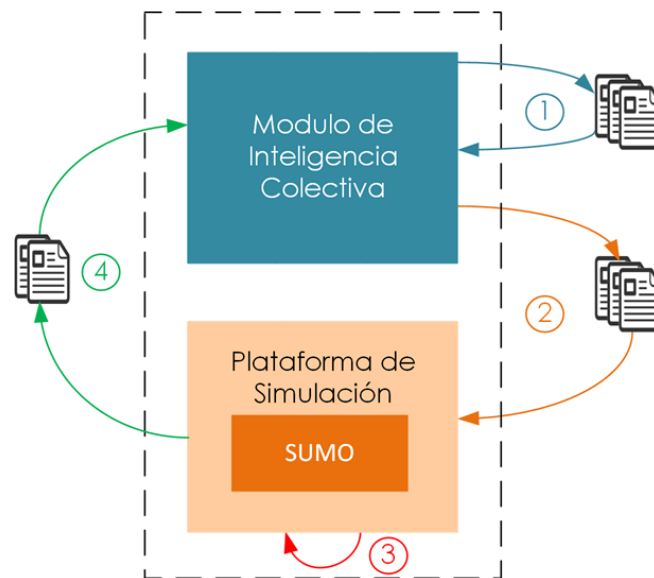 Modulo de
Inteligencia
Colectiva
1
4
2
Plataforma de
Simulación
SUMO
3